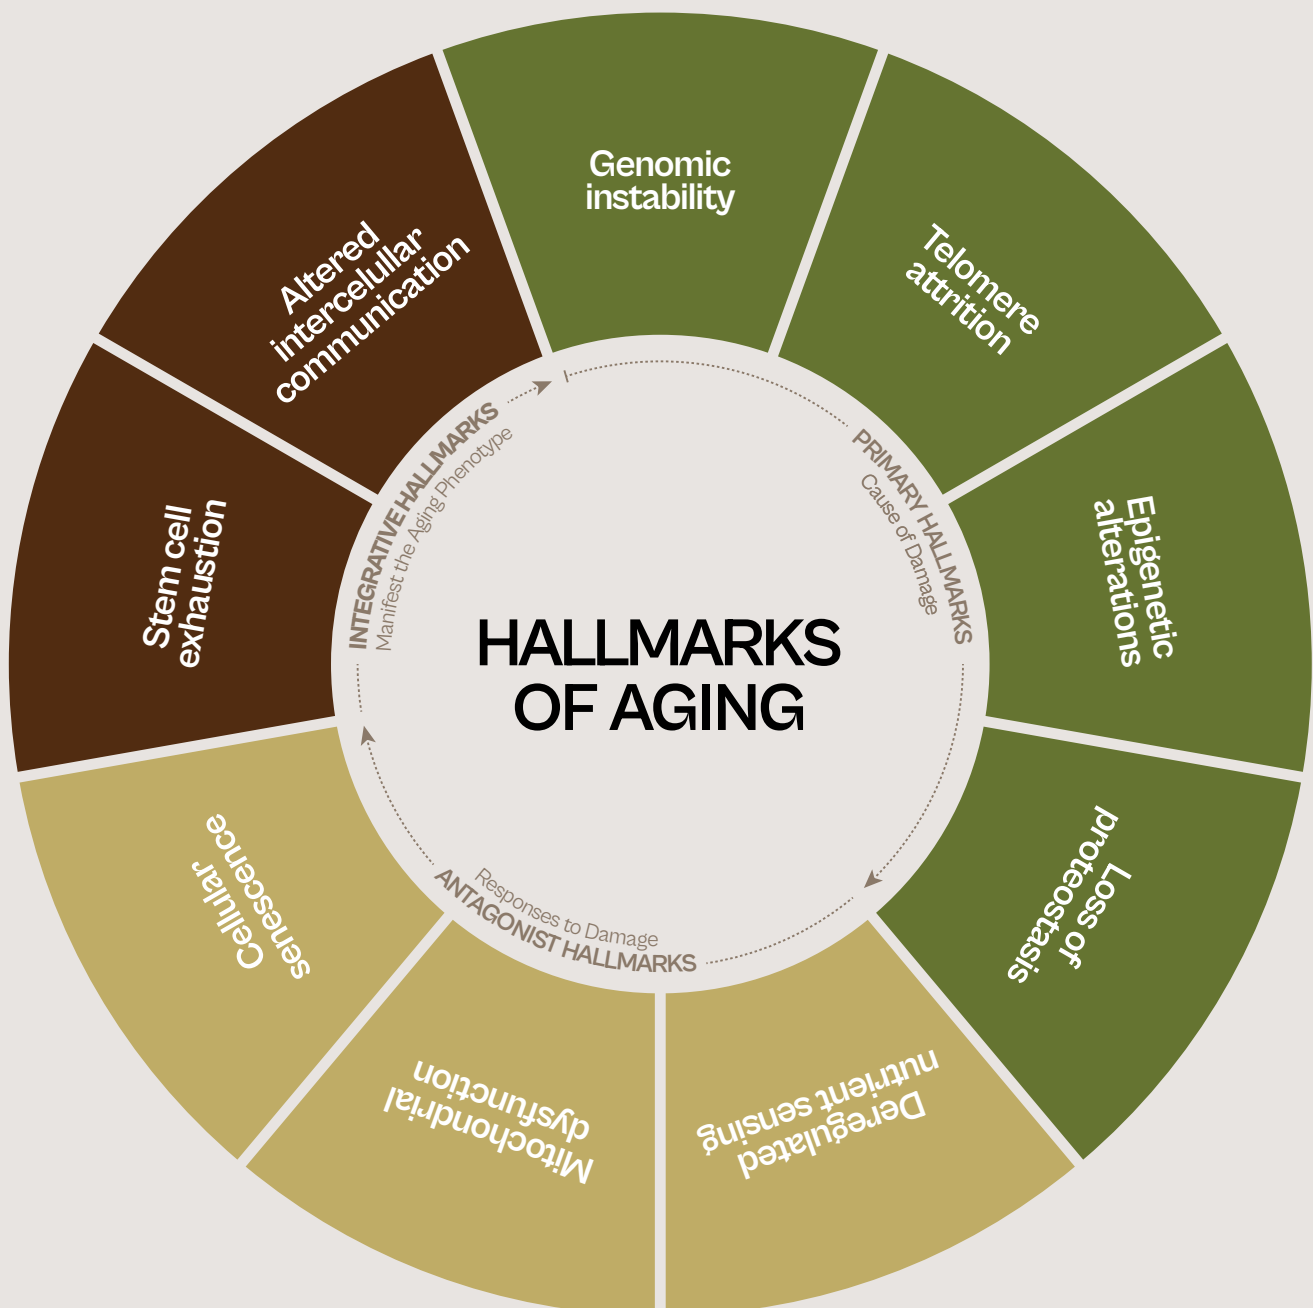 HALLMARKS
OF AGING
Genomic
instability
Telomere
attrition
Epigenetic
alterations
Loss of
proteostasis
Deregulated
nutrient sensing
Mitochondrial
dysfunction
Cellular
senescence
Stem cell
exhaustion
Altered
intercelullar
communication
PRIMARY HALLMARKS
Cause of Damage
Responses to Damage
ANTAGONIST HALLMARKS
INTEGRATIVE HALLMARKS
Manifest the Aging Phenotype